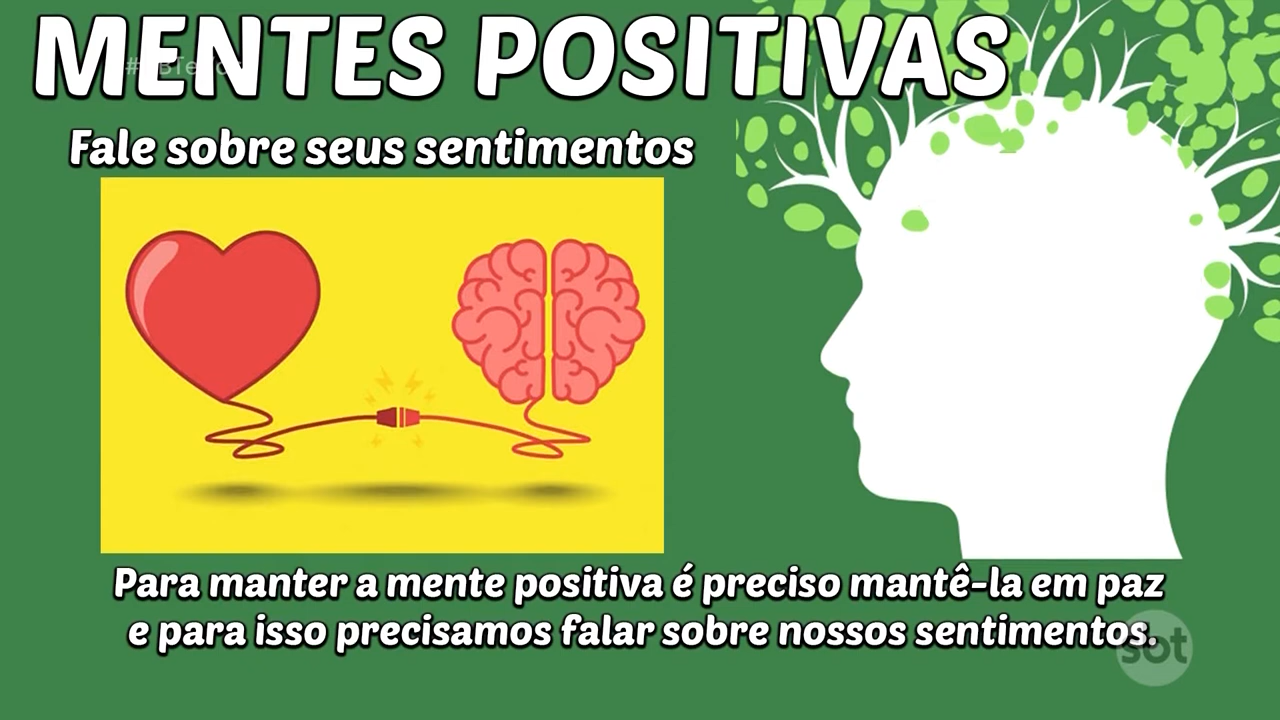 MENTES POSITIVAS
Fale sobre seus sentimentos
Para manter a mente positiva é preciso mantê-la em paz
e para isso precisamos falar sobre nossos sentimentos.
sbt